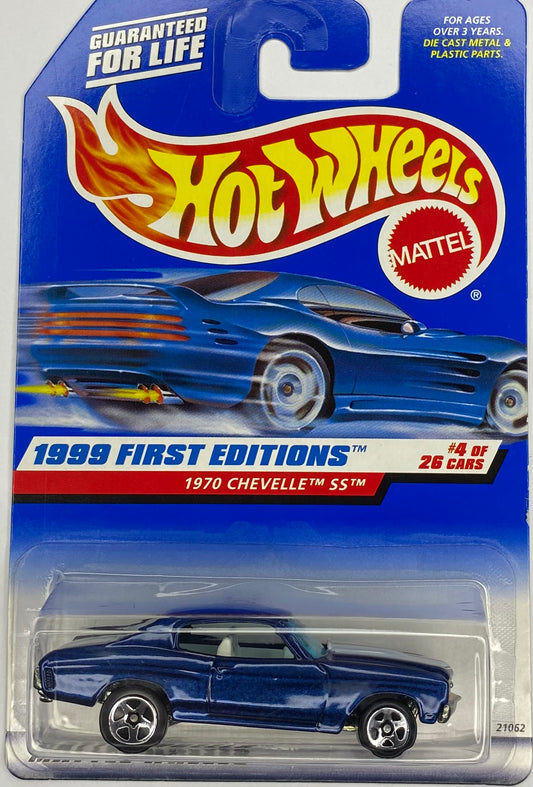 GUARANTEED
FOR LIFE
FOR AGES
OVER 3 YEARS.
DIE CAST METAL &
PLASTIC PARTS.
HOT WHEELS
MATTEL
®
1999 FIRST EDITIONS™
#4 OF
26 CARS
1970 CHEVELLE™ SS™
21062